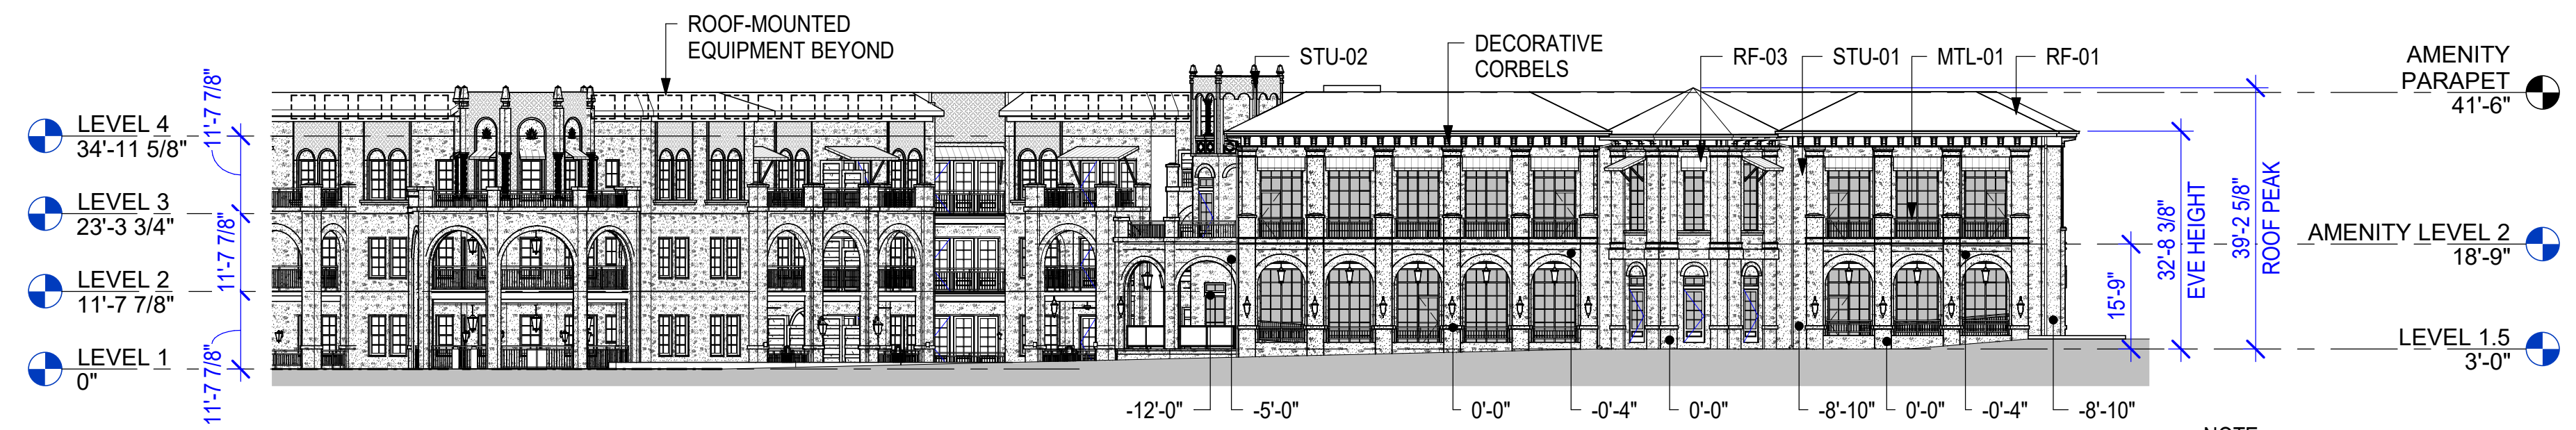 ROOF-MOUNTED
EQUIPMENT BEYOND
STU-02
DECORATIVE
CORBELS
RF-03
STU-01
MTL-01
RF-01
AMENITY
PARAPET
41'-6"
LEVEL 4
34'-11 5/8"
LEVEL 3
23'-3 3/4"
LEVEL 2
11'-7 7/8"
LEVEL 1
0"
11'-7 7/8"
11'-7 7/8"
11'-7 7/8"
15'-9"
32'-8 3/8"
EVE HEIGHT
39'-2 5/8"
ROOF PEAK
AMENITY LEVEL 2
18'-9"
LEVEL 1.5
3'-0"
-12'-0"
-5'-0"
0'-0"
-0'-4"
0'-0"
-8'-10"
0'-0"
-0'-4"
-8'-10"